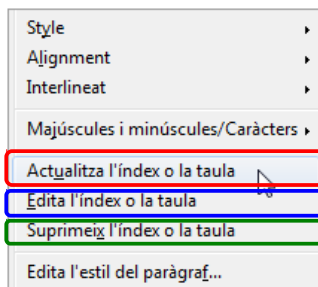 Style
Alignment
Interlineat
Majúscules i minúscules/Caràcters
Actualitza l'índex o la taula
Edita l'índex o la taula
Suprimeix l'índex o la taula
Edita l'estil del paràgraf...